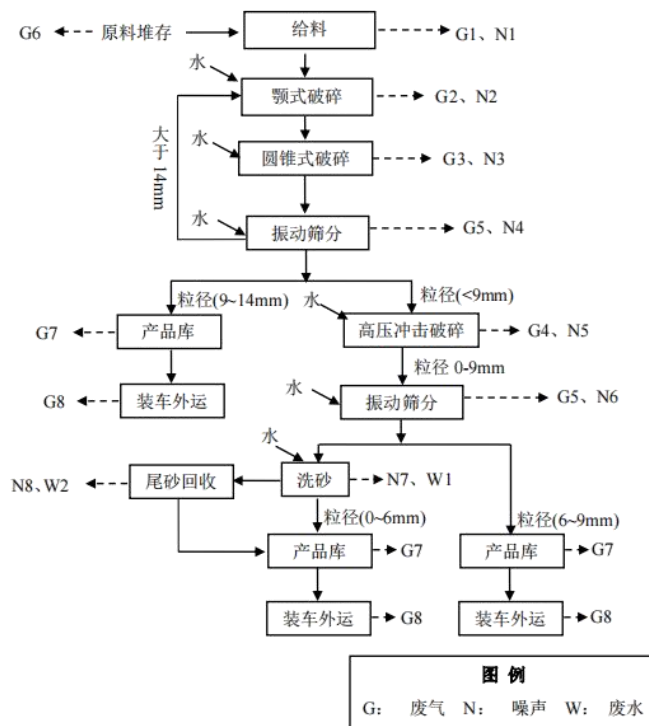 G6 原料堆存 给料 G1、N1
水
颚式破碎 G2、N2
大于 14mm
水
圆锥式破碎 G3、N3
水
振动筛分 G5、N4
粒径(9~14mm) 水 粒径(<9mm)
G7 产品库 高压冲击破碎 G4、N5
粒径 0-9mm
G8 装车外运 水 振动筛分 G5、N6
水
N8、W2 尾砂回收 洗砂 N7、W1
粒径(0~6mm) 粒径(6~9mm)
产品库 G7 产品库 G7
装车外运 G8 装车外运 G8
图 例
G： 废气 N： 噪声 W： 废水